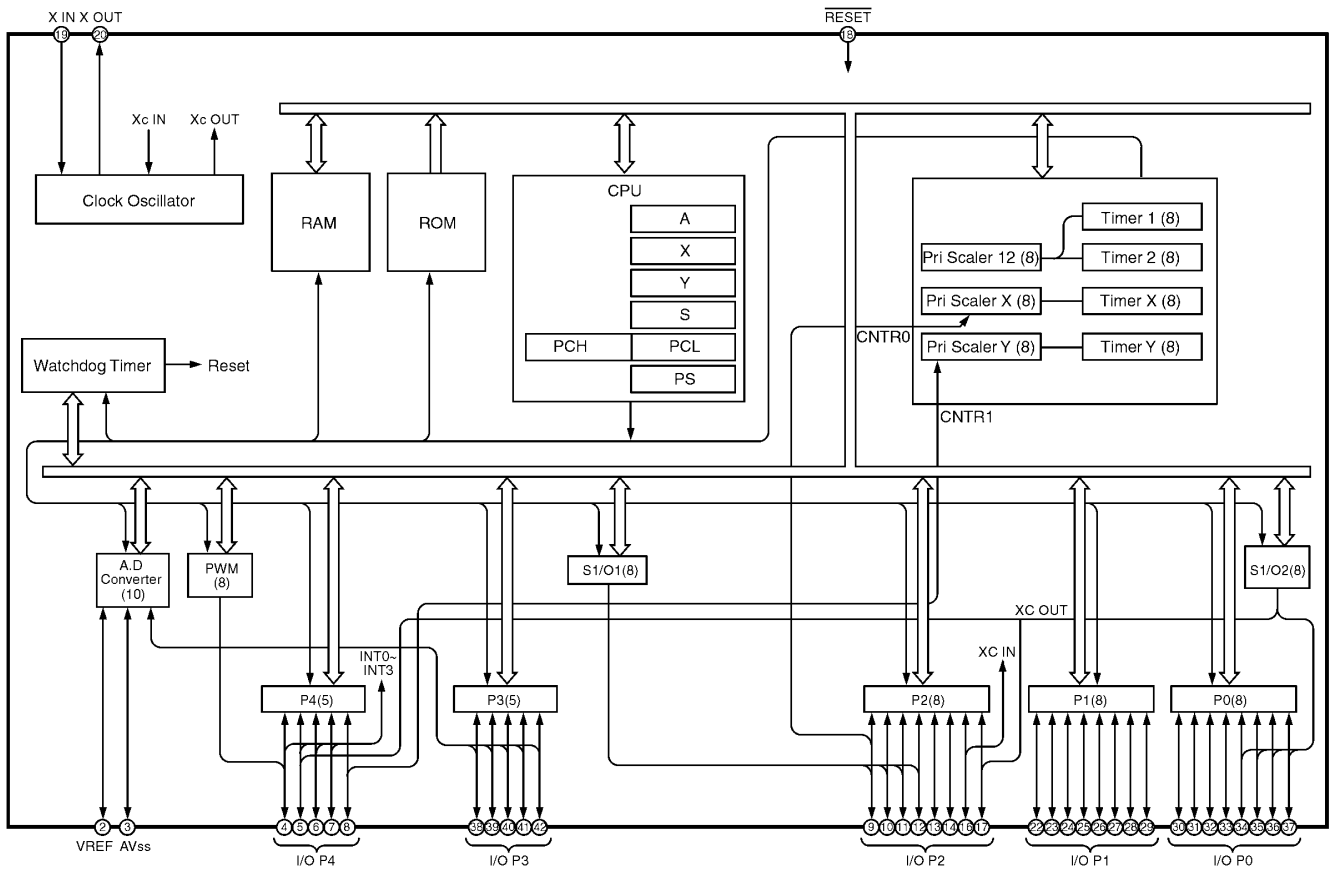 X IN X OUT
RESET
19
20
18
Xc IN
Xc OUT
Clock Oscillator
RAM
ROM
CPU
A
X
Y
S
PCH
PCL
PS
Timer 1 (8)
Pri Scaler 12 (8)
Timer 2 (8)
Pri Scaler X (8)
Timer X (8)
CNTR0
Pri Scaler Y (8)
Timer Y (8)
CNTR1
Watchdog Timer
Reset
A.D
Converter
(10)
PWM
(8)
S1/O1(8)
S1/O2(8)
XC OUT
INT0~
INT3
XC IN
P4(5)
P3(5)
P2(8)
P1(8)
P0(8)
2
3
4
5
6
7
8
38
39
40
41
42
9
10
11
12
13
14
16
17
22
23
24
25
26
27
28
29
30
31
32
33
34
35
36
37
VREF AVss
I/O P4
I/O P3
I/O P2
I/O P1
I/O P0